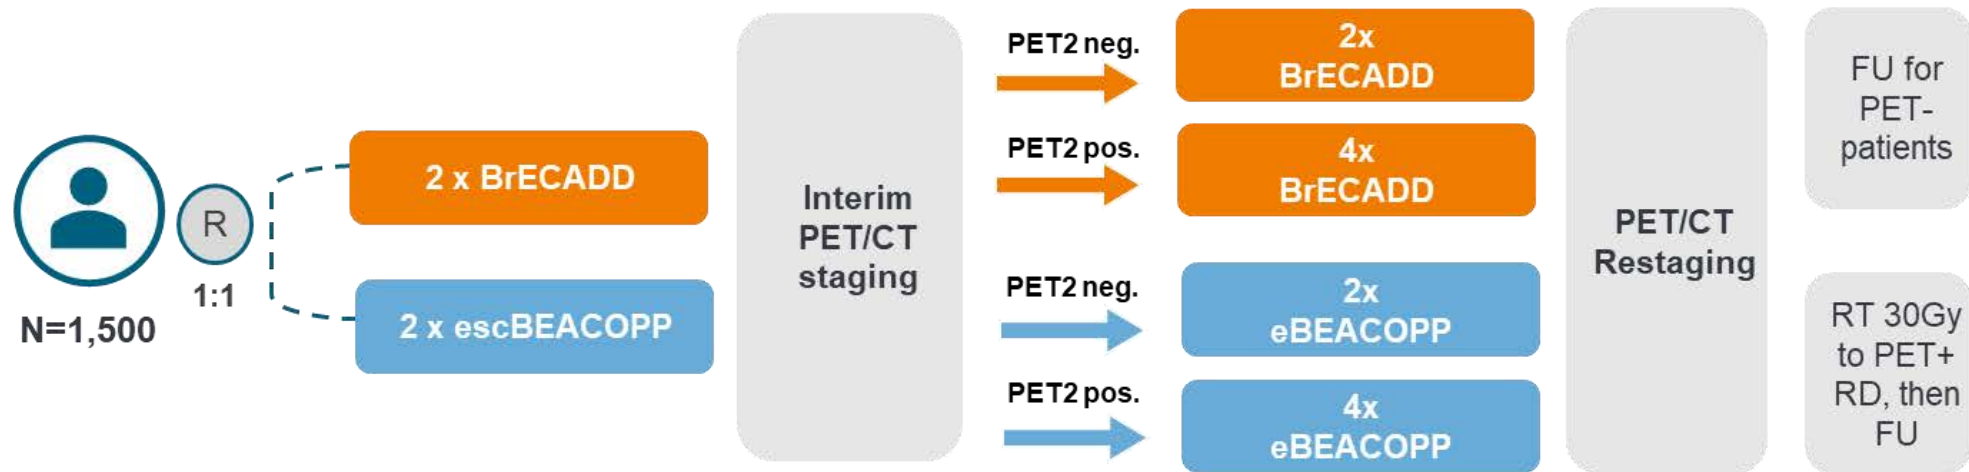 N=1,500
R
1:1
2 x BrECADD
2 x escBEACOPP
Interim
PET/CT
staging
PET2 neg.
2x
BrECADD
PET2 pos.
4x
BrECADD
PET2 neg.
2x
eBEACOPP
PET2 pos.
4x
eBEACOPP
PET/CT
Restaging
FU for
PET-
patients
RT 30Gy
to PET+
RD, then
FU